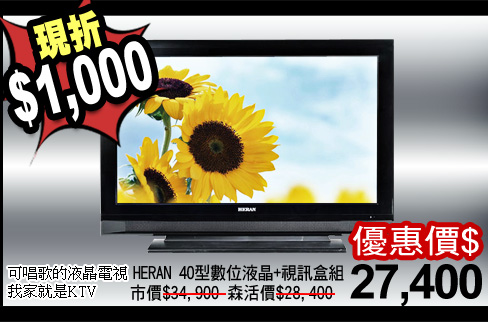 現折
$1,000
HERAN
優惠價$
可唱歌的液晶電視 HERAN 40型數位液晶+視訊盒組 27,400
我家就是KTV 市價$34,900 森活價$28,400